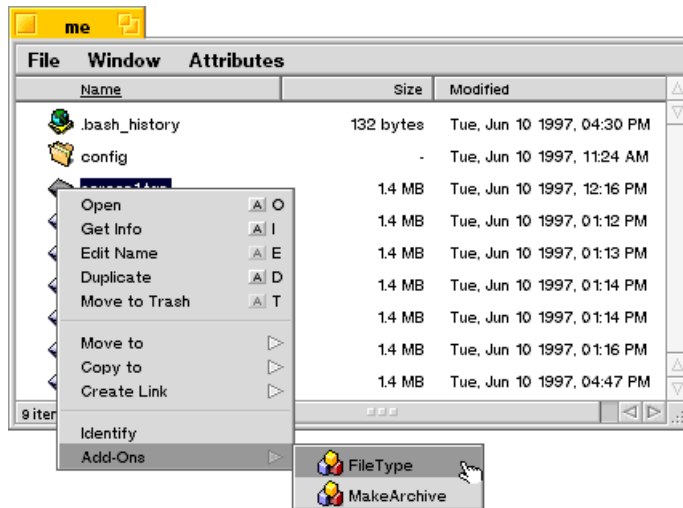 me
File Window Attributes
Name Size Modified
.bash_history 132 bytes Tue, Jun 10 1997, 04:30 PM
config - Tue, Jun 10 1997, 11:24 AM
1.4 MB Tue, Jun 10 1997, 12:16 PM
Open A O
1.4 MB Tue, Jun 10 1997, 01:12 PM
Get Info A I
Edit Name A E
1.4 MB Tue, Jun 10 1997, 01:13 PM
Duplicate A D
1.4 MB Tue, Jun 10 1997, 01:14 PM
Move to Trash A T
1.4 MB Tue, Jun 10 1997, 01:14 PM
Move to
1.4 MB Tue, Jun 10 1997, 01:16 PM
Copy to
1.4 MB Tue, Jun 10 1997, 04:47 PM
Create Link
9 iter
Identify
Add-Ons
FileType
MakeArchive